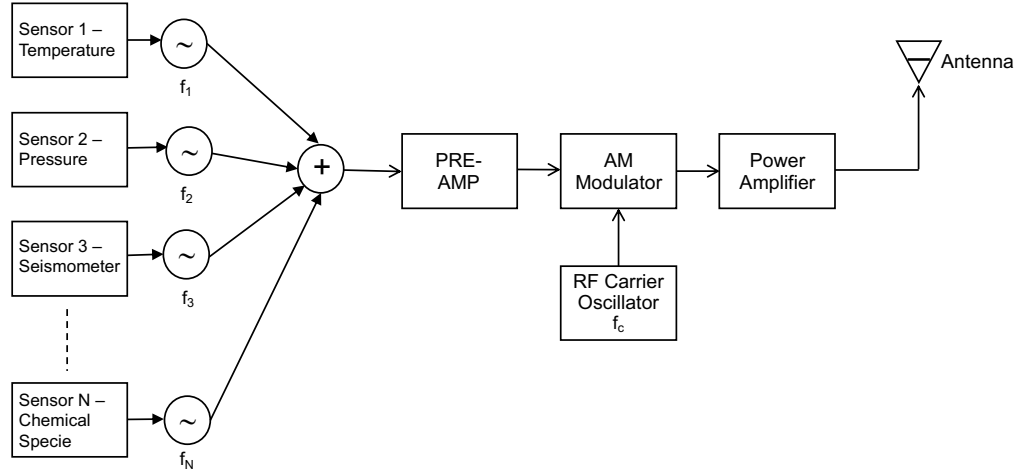 Sensor 1 –
Temperature
~
f1
Sensor 2 –
Pressure
~
f2
Sensor 3 –
Seismometer
~
f3
Sensor N –
Chemical
Specie
~
fN
+
PRE-
AMP
AM
Modulator
Power
Amplifier
RF Carrier
Oscillator
fc
Antenna